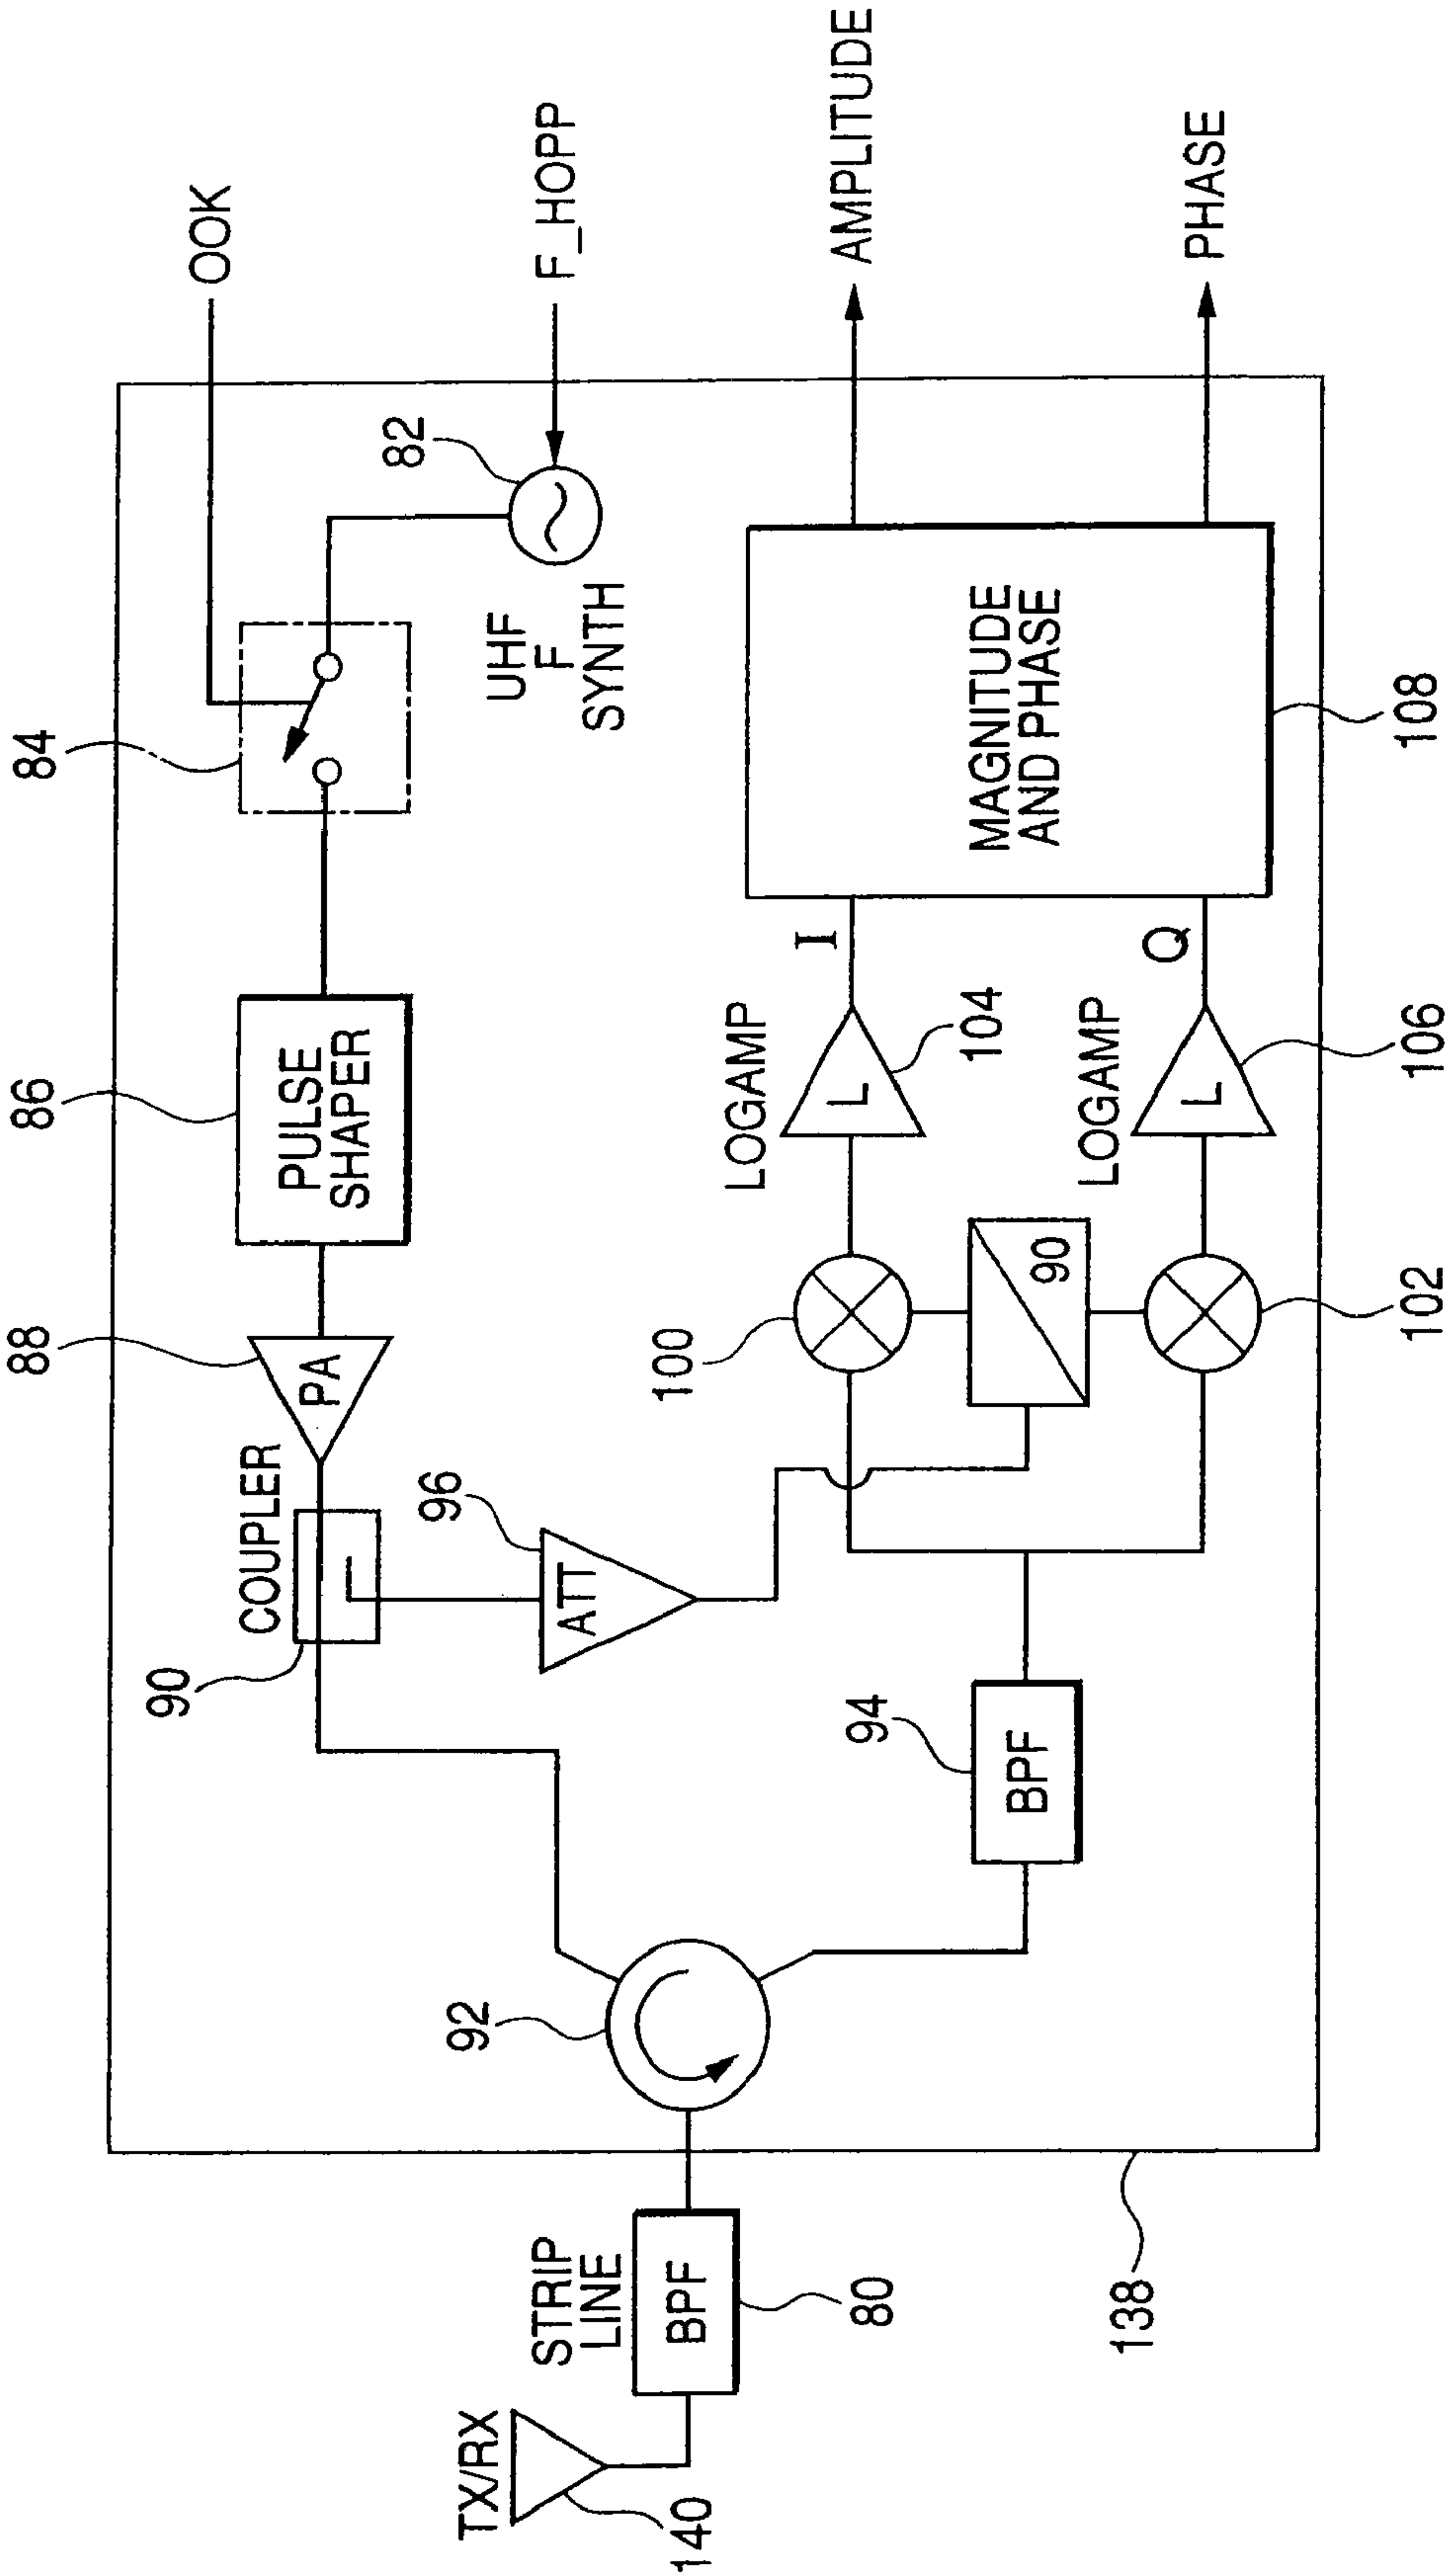 TX/RX
140
STRIP
LINE
BPF
80
138
92
COUPLER
90
PA
88
PULSE
SHAPER
86
84
OOK
82
UHF
F
SYNTH
F_HOPP
ATT
96
BPF
94
100
90
102
LOGAMP
L
104
I
LOGAMP
L
106
Q
MAGNITUDE
AND PHASE
108
AMPLITUDE
PHASE